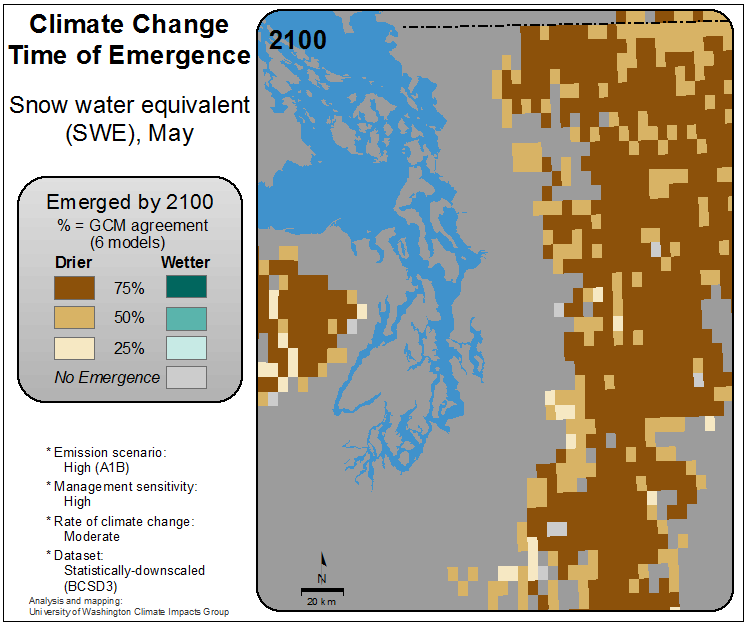 Climate Change
Time of Emergence
Snow water equivalent
(SWE), May
Emerged by 2100
% = GCM agreement
(6 models)
Drier Wetter
75%
50%
25%
No Emergence
* Emission scenario:
High (A1B)
* Management sensitivity:
High
* Rate of climate change:
Moderate
* Dataset:
Statistically-downscaled
(BCSD3)
Analysis and mapping:
University of Washington Climate Impacts Group
2100
N
20 km